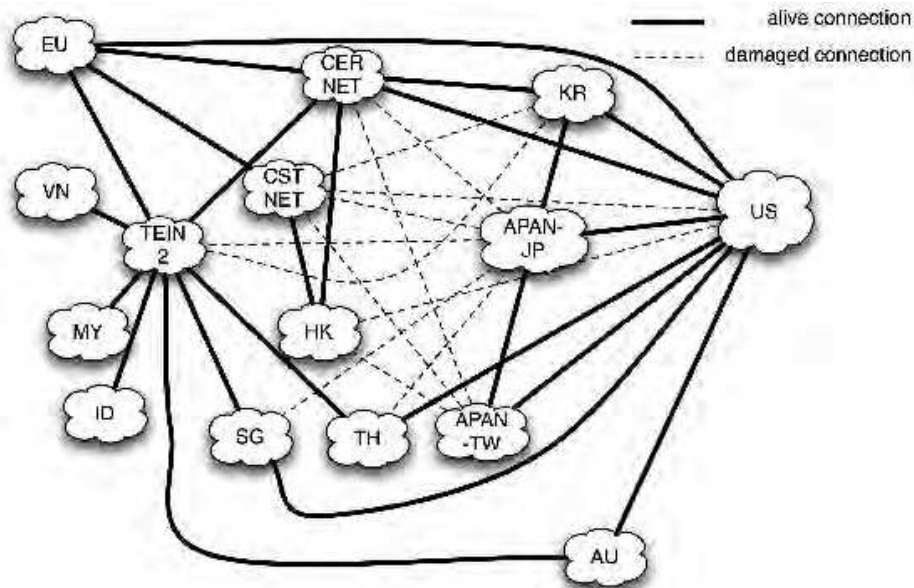 alive connection
damaged connection
EU
CER
NET
KR
VN
CST
NET
US
TEIN
2
APAN-
JP
MY
HK
ID
SG
TH
APAN
-TW
AU